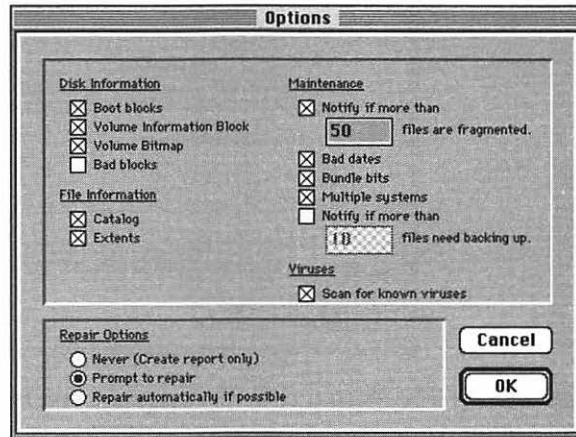 Options
Disk Information
Boot blocks
Volume Information Block
Volume Bitmap
Bad blocks
File Information
Catalog
Extents
Maintenance
Notify if more than
50 files are fragmented.
Bad dates
Bundle bits
Multiple systems
Notify if more than
10 files need backing up.
Viruses
Scan for known viruses
Repair Options
Never (Create report only)
Prompt to repair
Repair automatically if possible
Cancel
OK